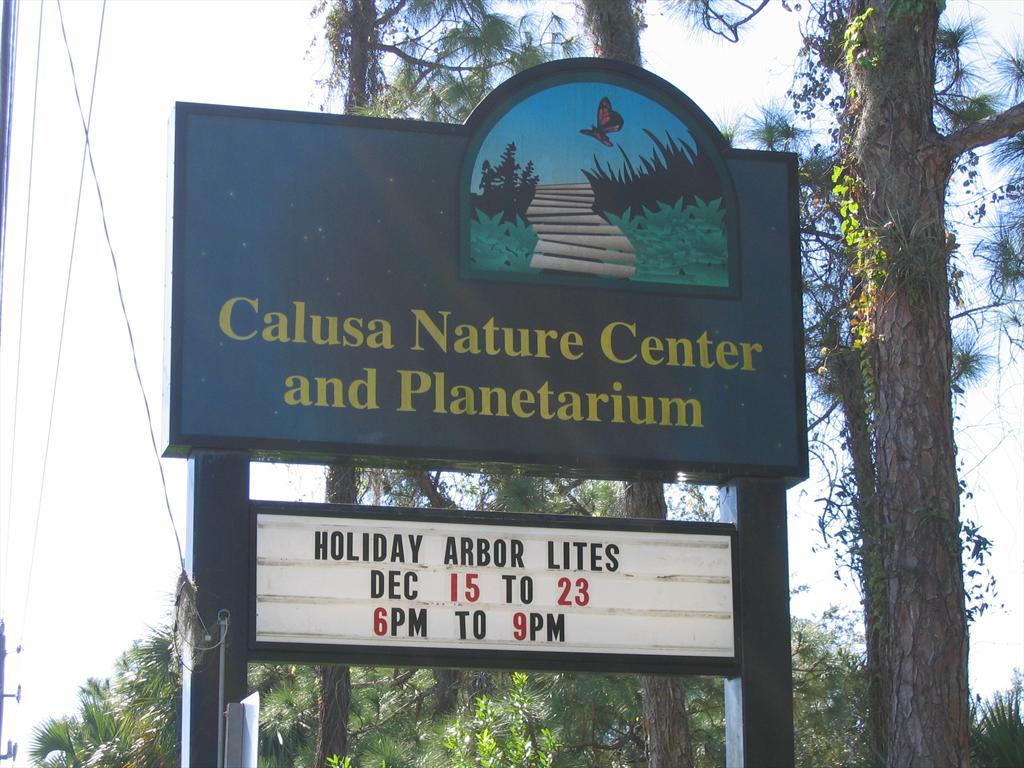 Calusa Nature Center
and Planetarium
HOLIDAY ARBOR LITES
DEC 15 TO 23
6PM TO 9PM